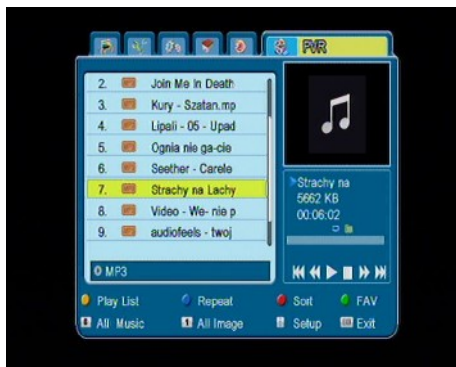 PVR
2. Join Me In Death
3. Kury - Szatan.mp
4. Lipali - 05 - Upad
5. Ognia nie ga-cie
6. Seether - Carele
7. Strachy na Lachy
8. Video - We- nie p
9. audiofeels - twoj
MP3
Strachy na
5662 KB
00:06:02
Play List
Repeat
Sort
FAV
All Music
All Image
Setup
Exit